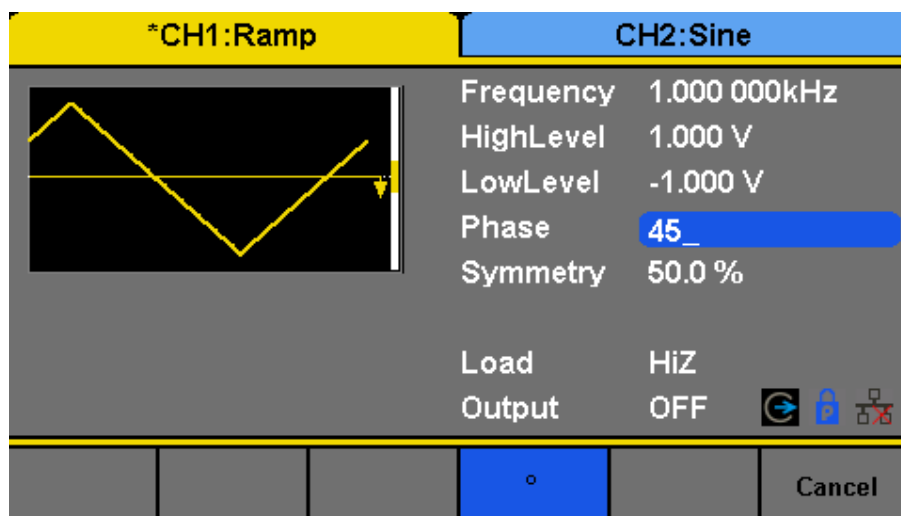 *CH1:Ramp
CH2:Sine
Frequency 1.000 000kHz
HighLevel 1.000 V
LowLevel -1.000 V
Phase 45_
Symmetry 50.0 %
Load HiZ
Output OFF
P
° Cancel